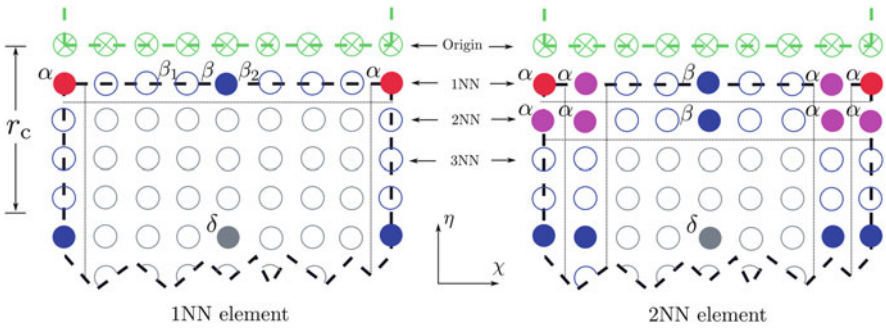 Origin
α β₁ β β₂ α 1NN α α β α α
r_c 2NN α α β α α
3NN
δ η δ
χ
1NN element 2NN element